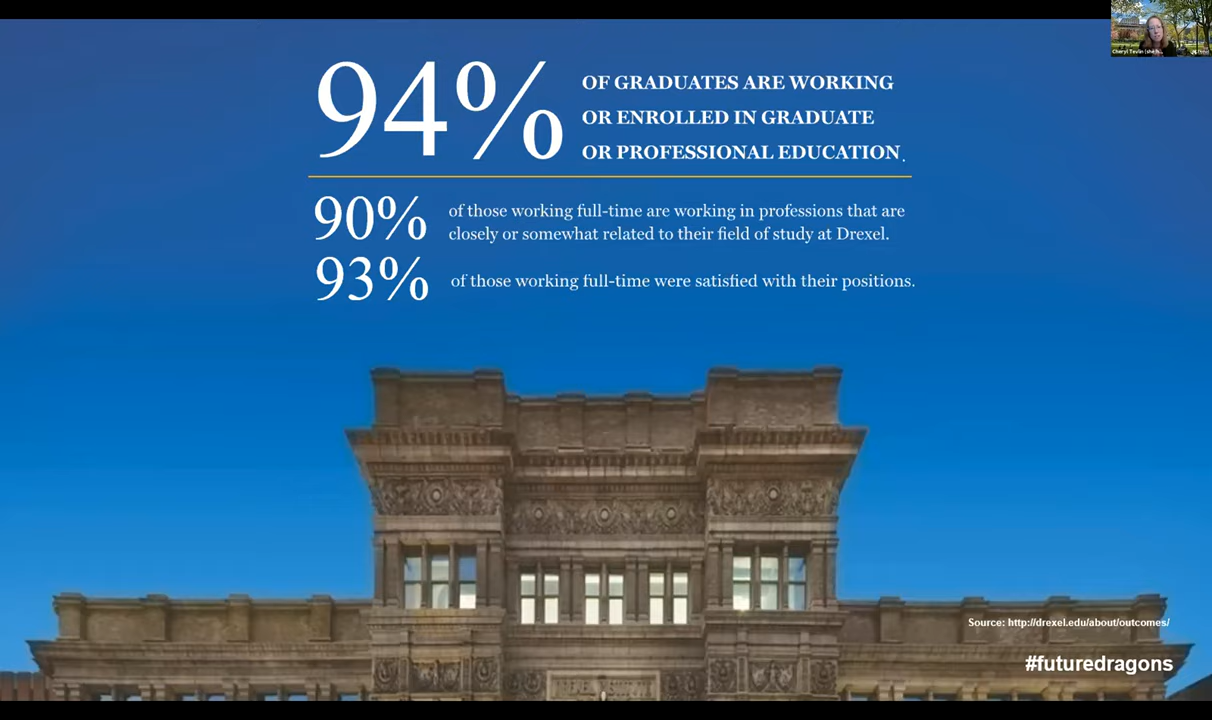 94% OF GRADUATES ARE WORKING
OR ENROLLED IN GRADUATE
OR PROFESSIONAL EDUCATION.
90% of those working full-time are working in professions that are
closely or somewhat related to their field of study at Drexel.
93% of those working full-time were satisfied with their positions.
Source: http://drexel.edu/about/outcomes/
#futuredragons
Cheryl